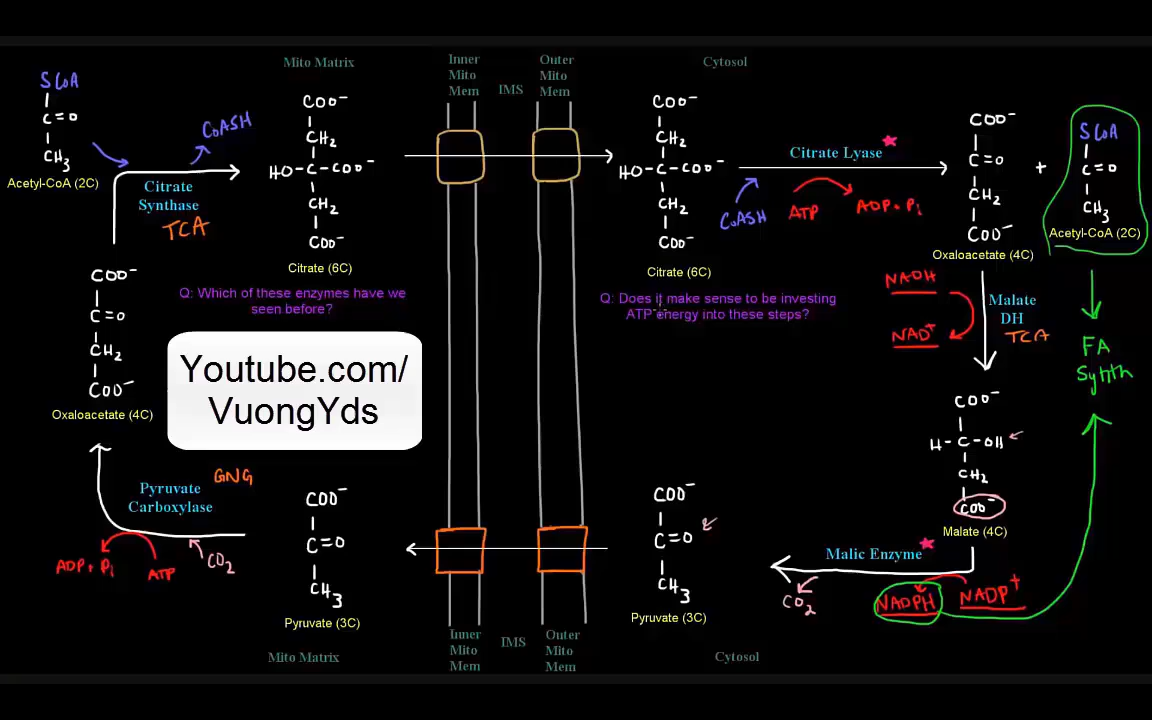 Mito Matrix
Inner
Mito
Mem
IMS
Outer
Mito
Mem
Cytosol
SCoA
C=O
CH3
Acetyl-CoA (2C)
CoASH
Citrate
Synthase
TCA
COO-
CH2
HO-C-COO-
CH2
COO-
Citrate (6C)
COO-
CH2
HO-C-COO-
CH2
COO-
Citrate (6C)
Citrate Lyase
CoASH
ATP
ADP + Pi
COO-
C=O
CH2
COO-
Oxaloacetate (4C)
+
SCoA
C=O
CH3
Acetyl-CoA (2C)
Q: Which of these enzymes have we
seen before?
Q: Does it make sense to be investing
ATP energy into these steps?
COO-
C=O
CH2
COO-
Oxaloacetate (4C)
Youtube.com/
VuongYds
NADH
NAD+
Malate
DH
TCA
FA
Synth
COO-
H-C-OH
CH2
COO-
Malate (4C)
Pyruvate
Carboxylase
GNG
ADP + Pi
ATP
CO2
COO-
C=O
CH3
Pyruvate (3C)
COO-
C=O
CH3
Pyruvate (3C)
Malic Enzyme
CO2
NADPH
NADP+
Mito Matrix
Inner
Mito
Mem
IMS
Outer
Mito
Mem
Cytosol